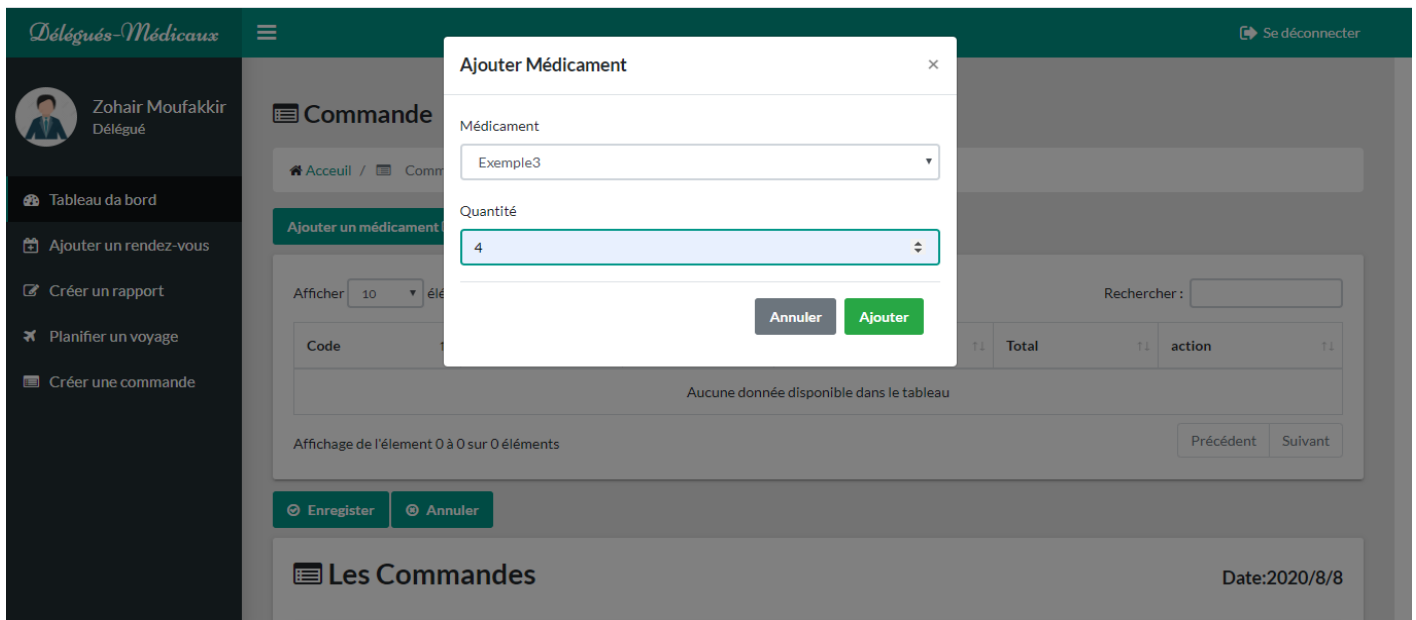 Délégués-Médicaux
Se déconnecter
Zohair Moufakkir
Délégué
Tableau da bord
Ajouter un rendez-vous
Créer un rapport
Planifier un voyage
Créer une commande
Commande
Acceuil / Comm
Ajouter un médicament
Ajouter Médicament ×
Médicament
Exemple3
Quantité
4
Annuler Ajouter
Afficher 10 élé
Rechercher :
Code Total action
Aucune donnée disponible dans le tableau
Affichage de l'élement 0 à 0 sur 0 éléments
Précédent Suivant
Enregister Annuler
Les Commandes
Date:2020/8/8